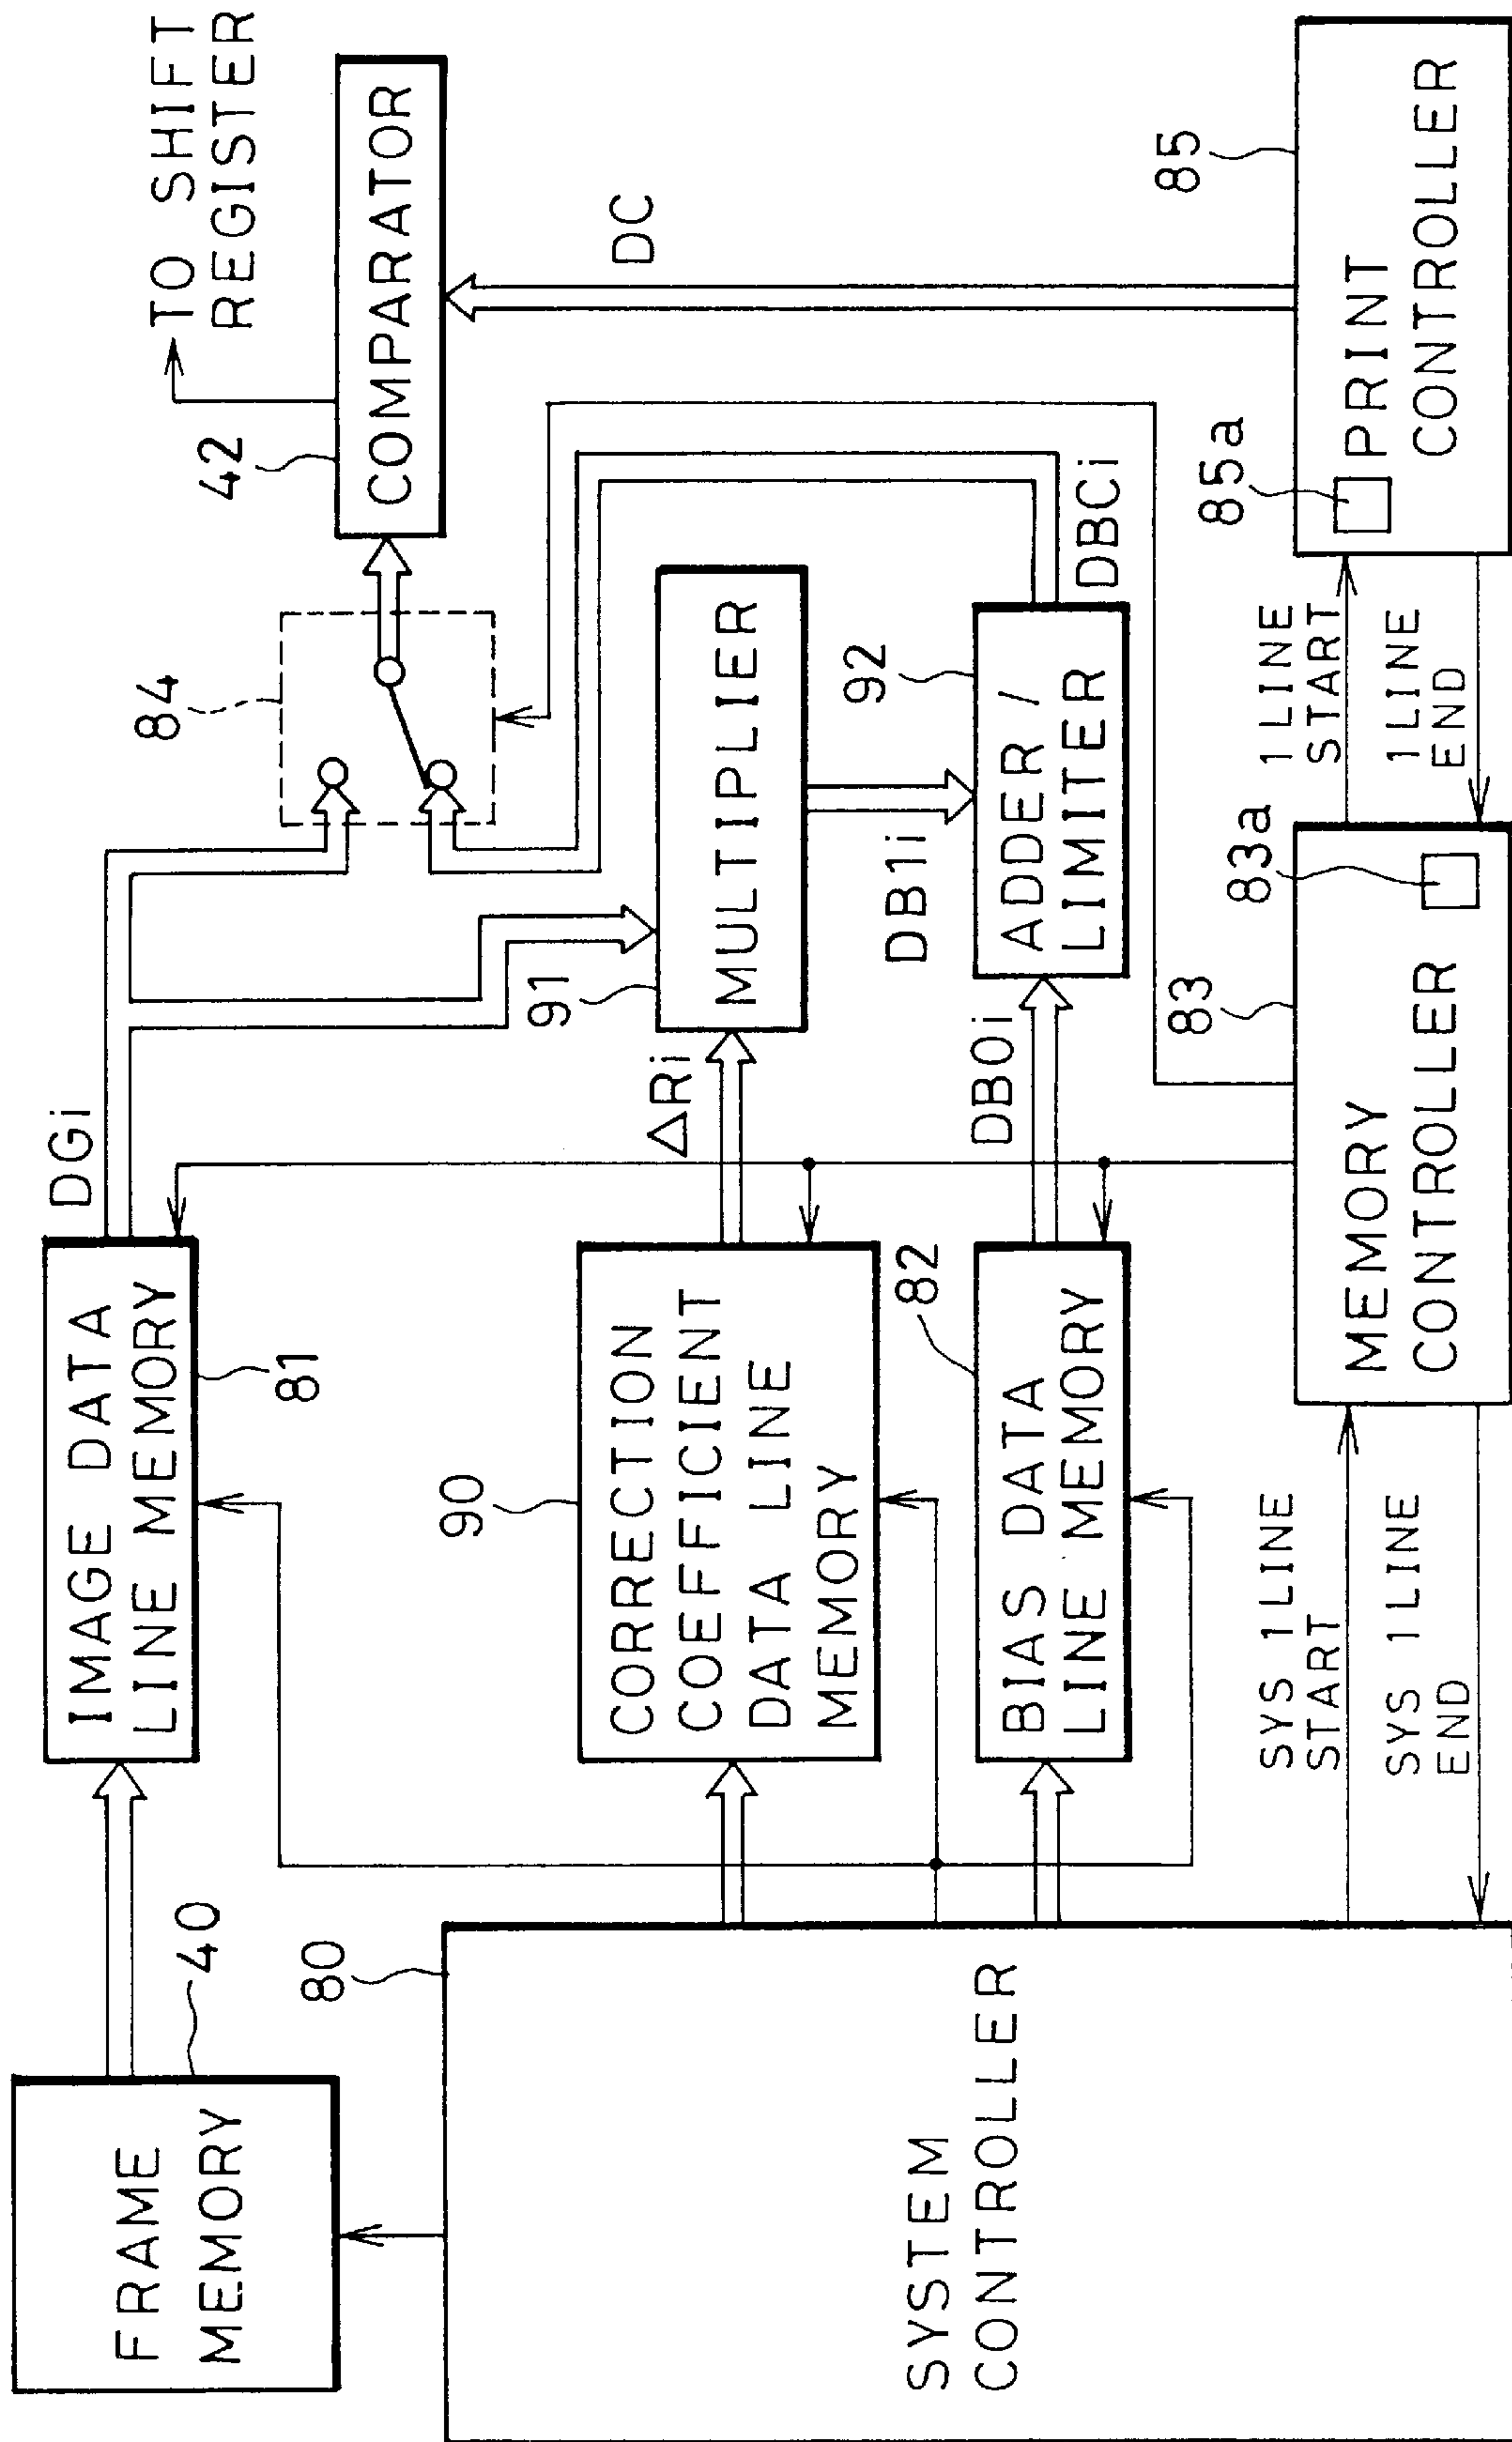 FRAME
MEMORY
40
IMAGE DATA
LINE MEMORY
81
DGi
84
42
COMPARATOR
TO SHIFT
REGISTER
80
SYSTEM
CONTROLLER
90
CORRECTION
COEFFICIENT
DATA LINE
MEMORY
△Ri
91
MULTIPLIER
DB1i
82
BIAS DATA
LINE MEMORY
DB0i
92
ADDER /
LIMITER
DBCi
DC
SYS 1LINE
START
SYS 1LINE
END
83
MEMORY
CONTROLLER
83a
1LINE
START
1LINE
END
85a
85
PRINT
CONTROLLER